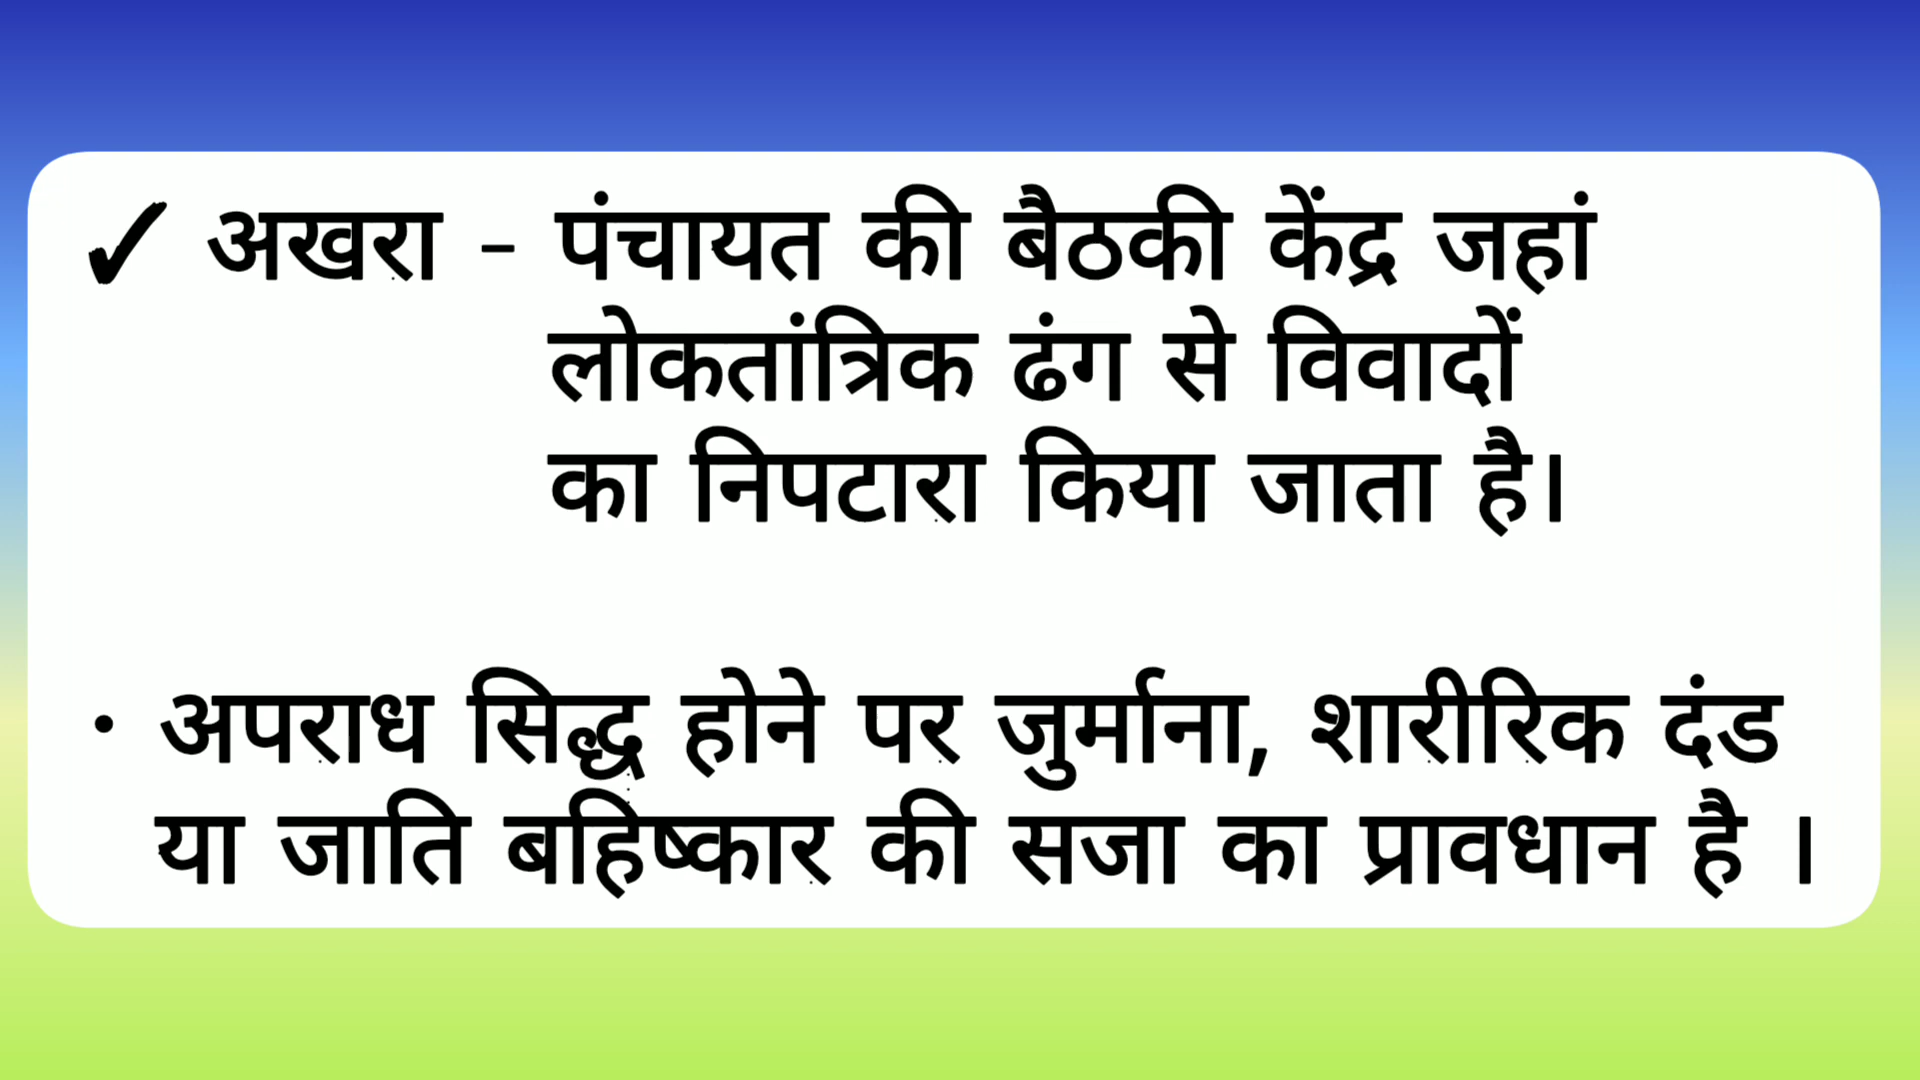 ✓ अखरा - पंचायत की बैठकी केंद्र जहां
लोकतांत्रिक ढंग से विवादों
का निपटारा किया जाता है।
• अपराध सिद्ध होने पर जुर्माना, शारीरिक दंड
या जाति बहिष्कार की सजा का प्रावधान है ।